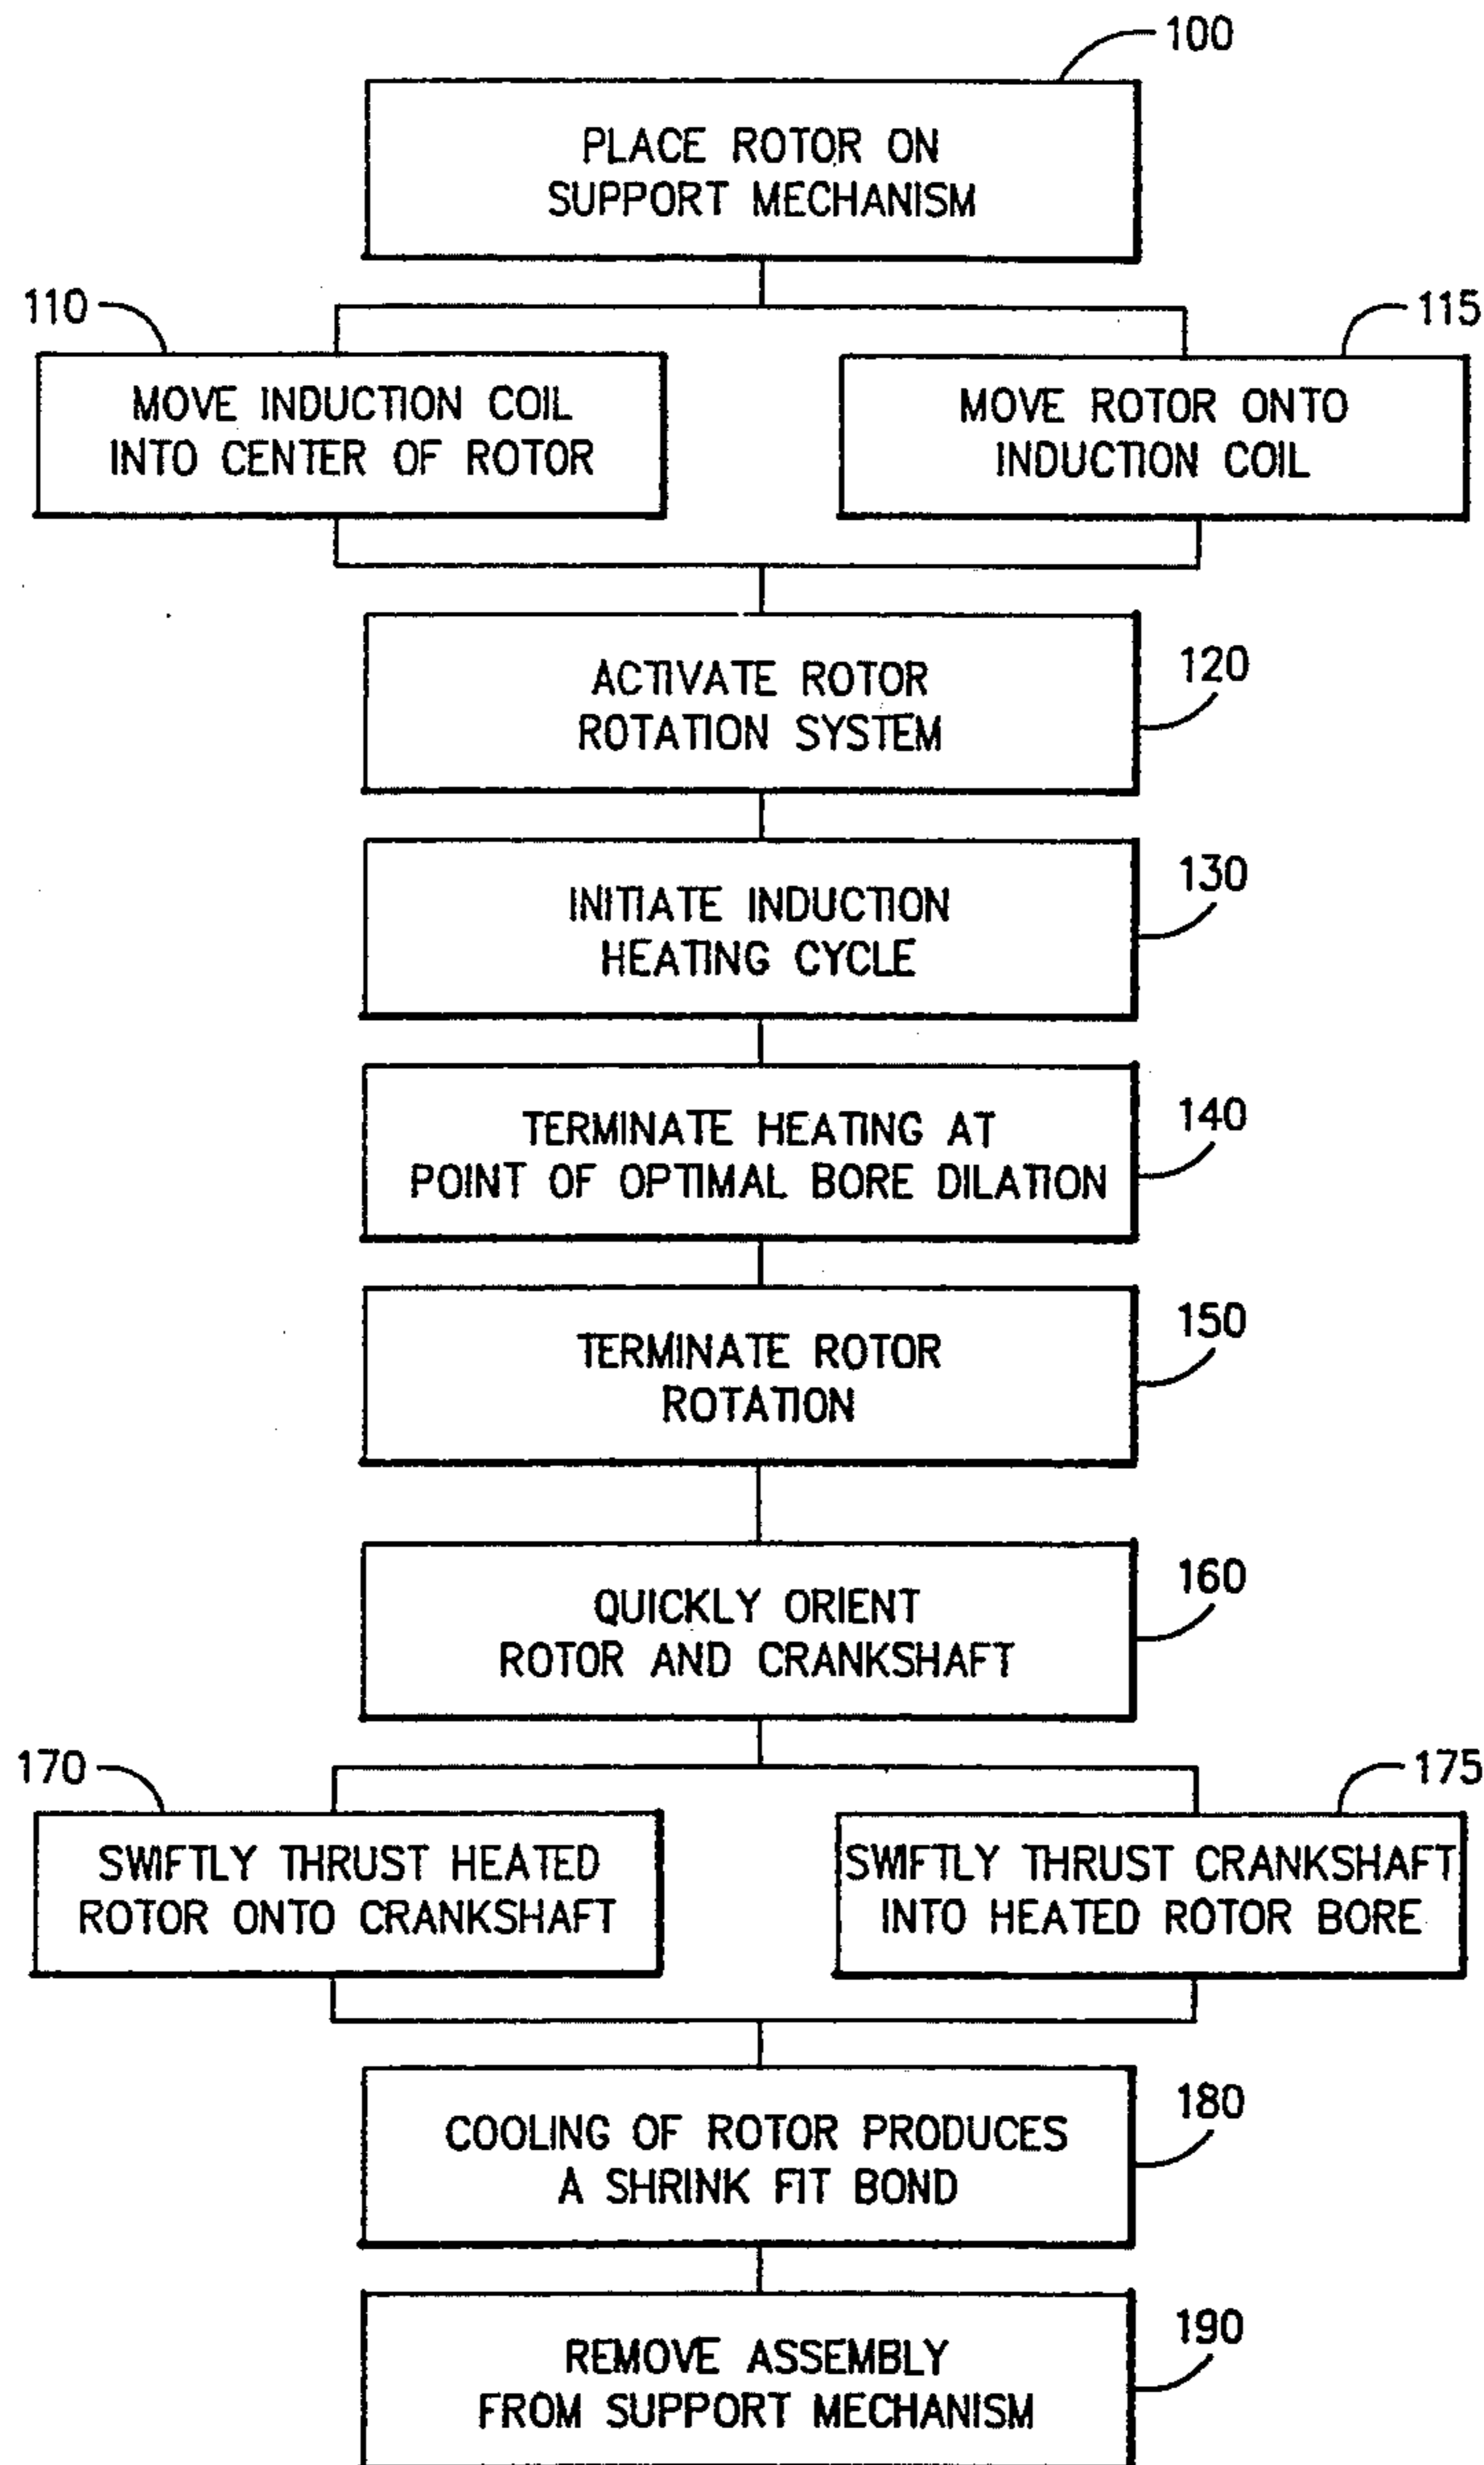 100
PLACE ROTOR ON
SUPPORT MECHANISM
110
115
MOVE INDUCTION COIL
INTO CENTER OF ROTOR
MOVE ROTOR ONTO
INDUCTION COIL
120
ACTIVATE ROTOR
ROTATION SYSTEM
130
INITIATE INDUCTION
HEATING CYCLE
140
TERMINATE HEATING AT
POINT OF OPTIMAL BORE DILATION
150
TERMINATE ROTOR
ROTATION
160
QUICKLY ORIENT
ROTOR AND CRANKSHAFT
170
175
SWIFTLY THRUST HEATED
ROTOR ONTO CRANKSHAFT
SWIFTLY THRUST CRANKSHAFT
INTO HEATED ROTOR BORE
180
COOLING OF ROTOR PRODUCES
A SHRINK FIT BOND
190
REMOVE ASSEMBLY
FROM SUPPORT MECHANISM